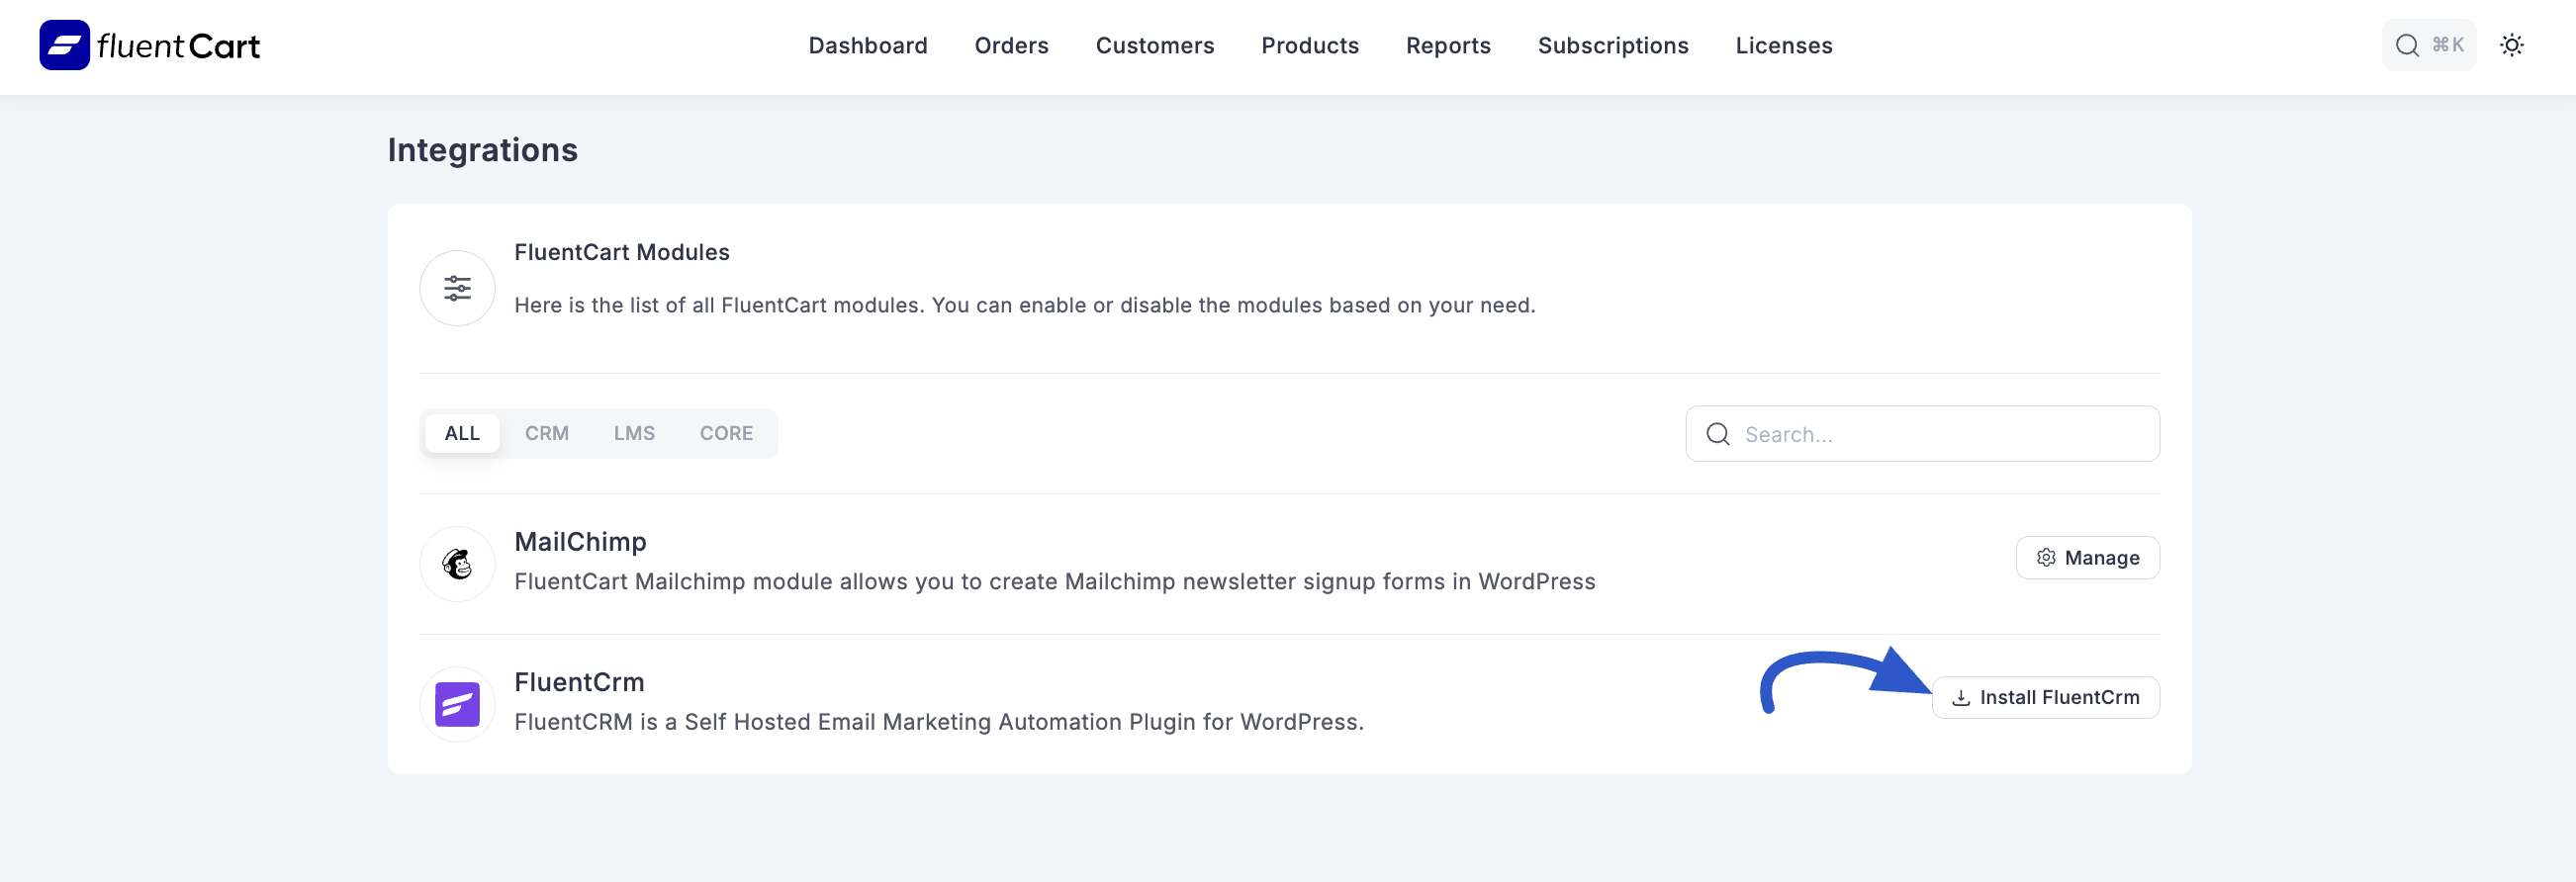 fluentCart
Dashboard Orders Customers Products Reports Subscriptions Licenses
⌘K
Integrations
FluentCart Modules
Here is the list of all FluentCart modules. You can enable or disable the modules based on your need.
ALL CRM LMS CORE
Search...
MailChimp
FluentCart Mailchimp module allows you to create Mailchimp newsletter signup forms in WordPress
Manage
FluentCrm
FluentCRM is a Self Hosted Email Marketing Automation Plugin for WordPress.
Install FluentCrm